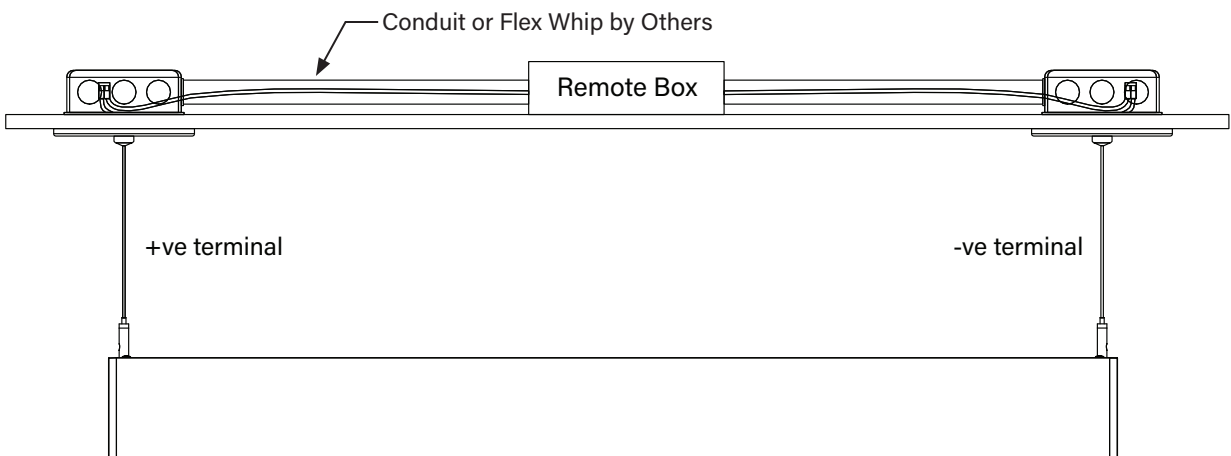 Conduit or Flex Whip by Others
Remote Box
+ve terminal
-ve terminal